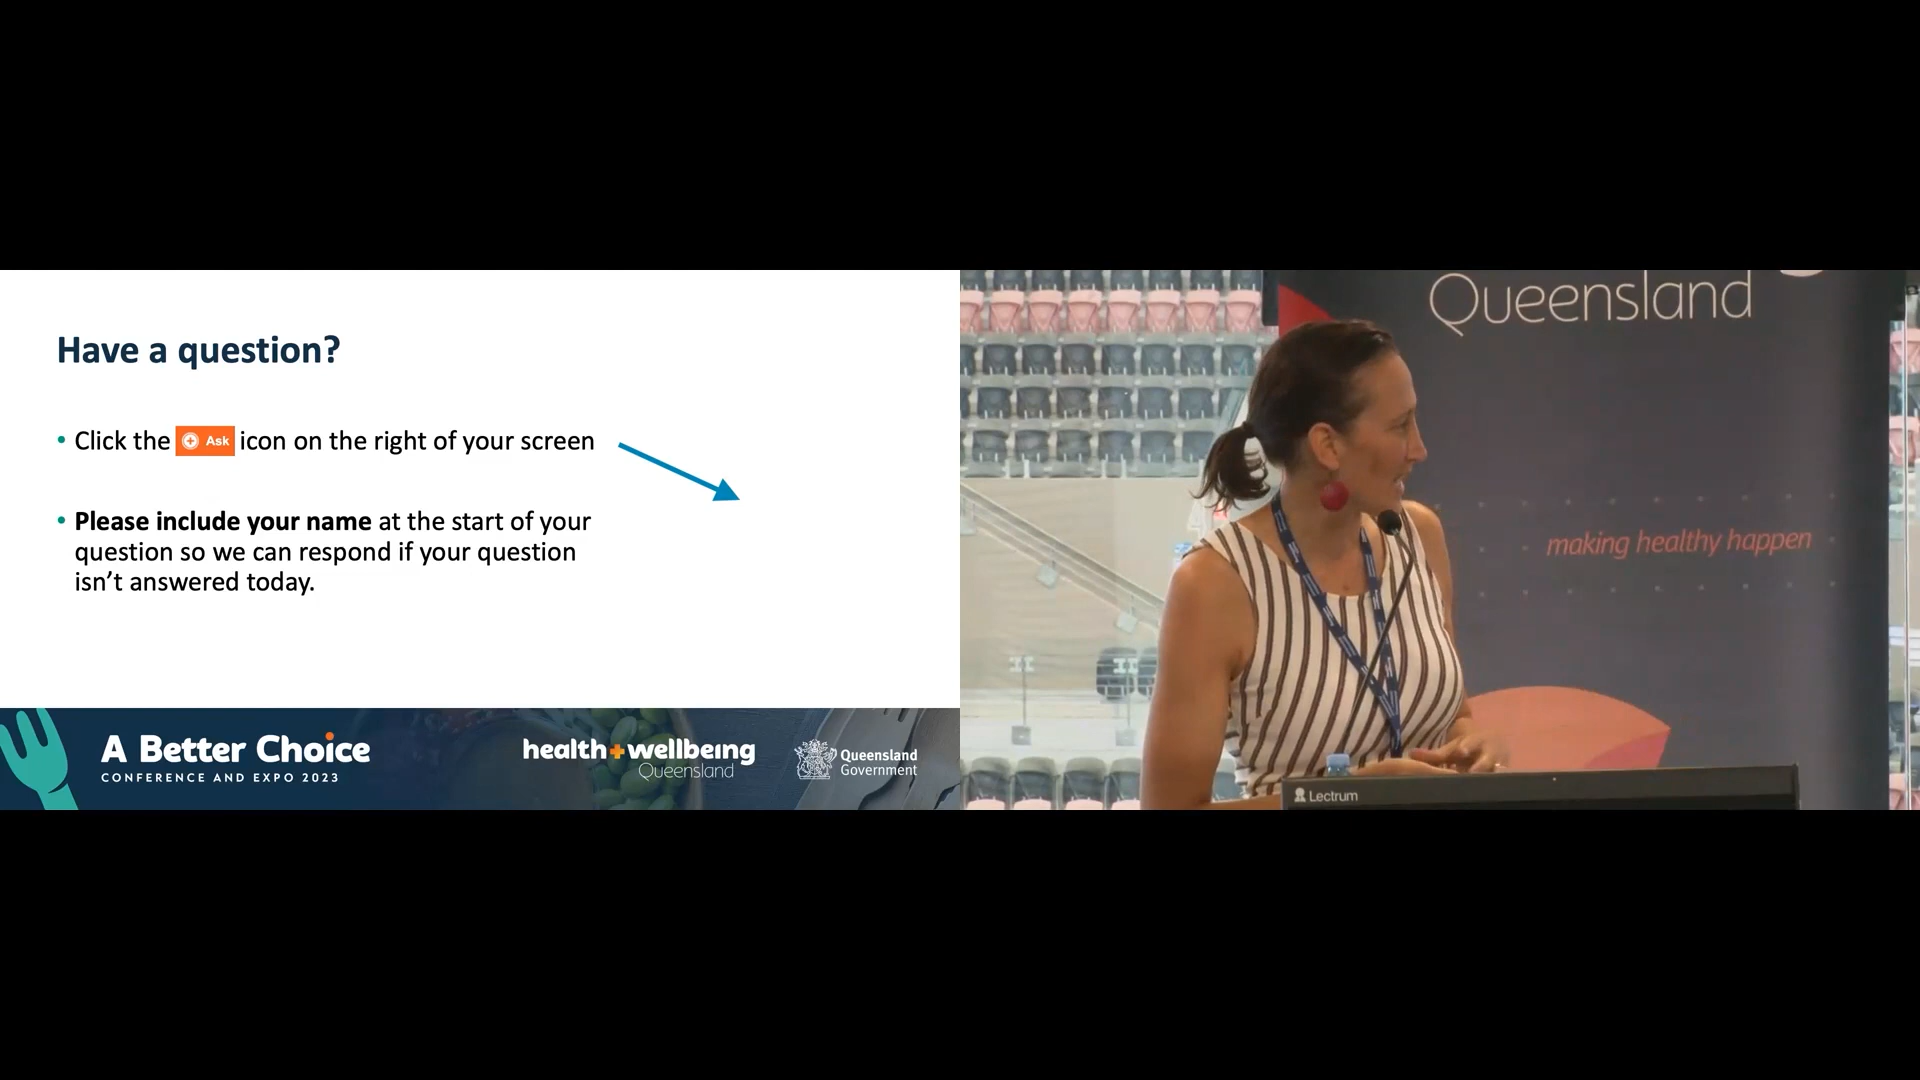 Have a question?
• Click the Ask icon on the right of your screen
• Please include your name at the start of your
question so we can respond if your question
isn't answered today.
A Better Choice
CONFERENCE AND EXPO 2023
health+wellbeing
Queensland
Queensland
Government
Queensland
making healthy happen
Lectrum